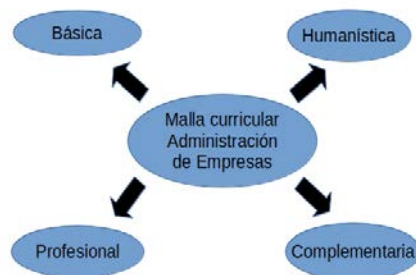 Básica
Humanística
Malla curricular
Administración
de Empresas
Profesional
Complementaria